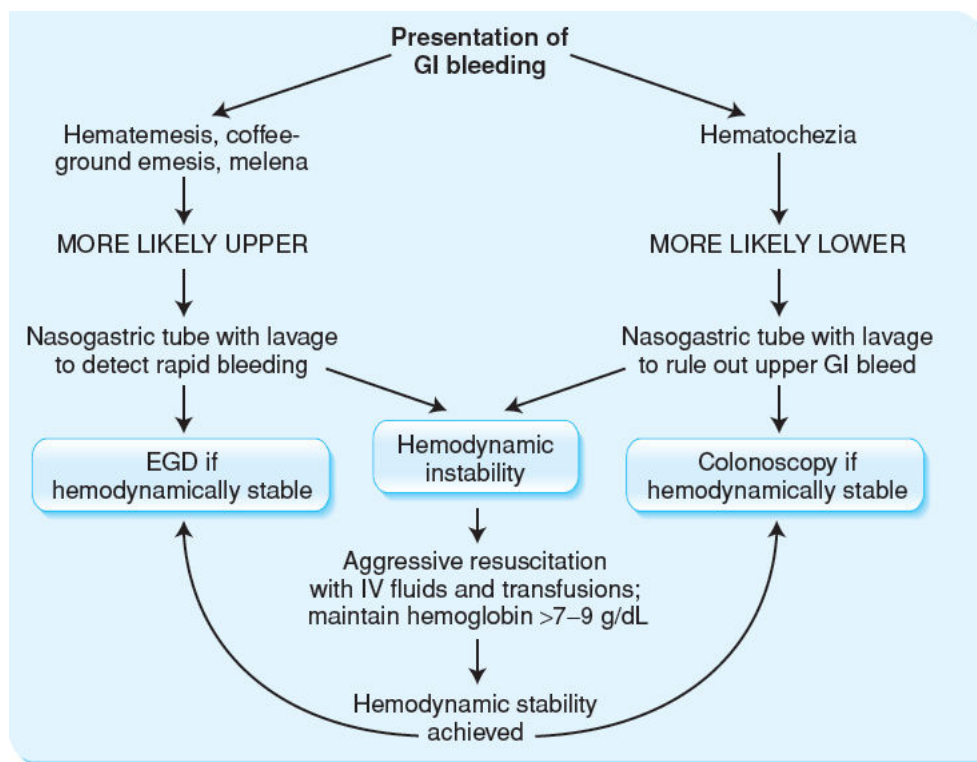 Presentation of
GI bleeding
Hematemesis, coffee-
ground emesis, melena
Hematochezia
MORE LIKELY UPPER
MORE LIKELY LOWER
Nasogastric tube with lavage
to detect rapid bleeding
Nasogastric tube with lavage
to rule out upper GI bleed
EGD if
hemodynamically stable
Hemodynamic
instability
Colonoscopy if
hemodynamically stable
Aggressive resuscitation
with IV fluids and transfusions;
maintain hemoglobin >7–9 g/dL
Hemodynamic stability
achieved